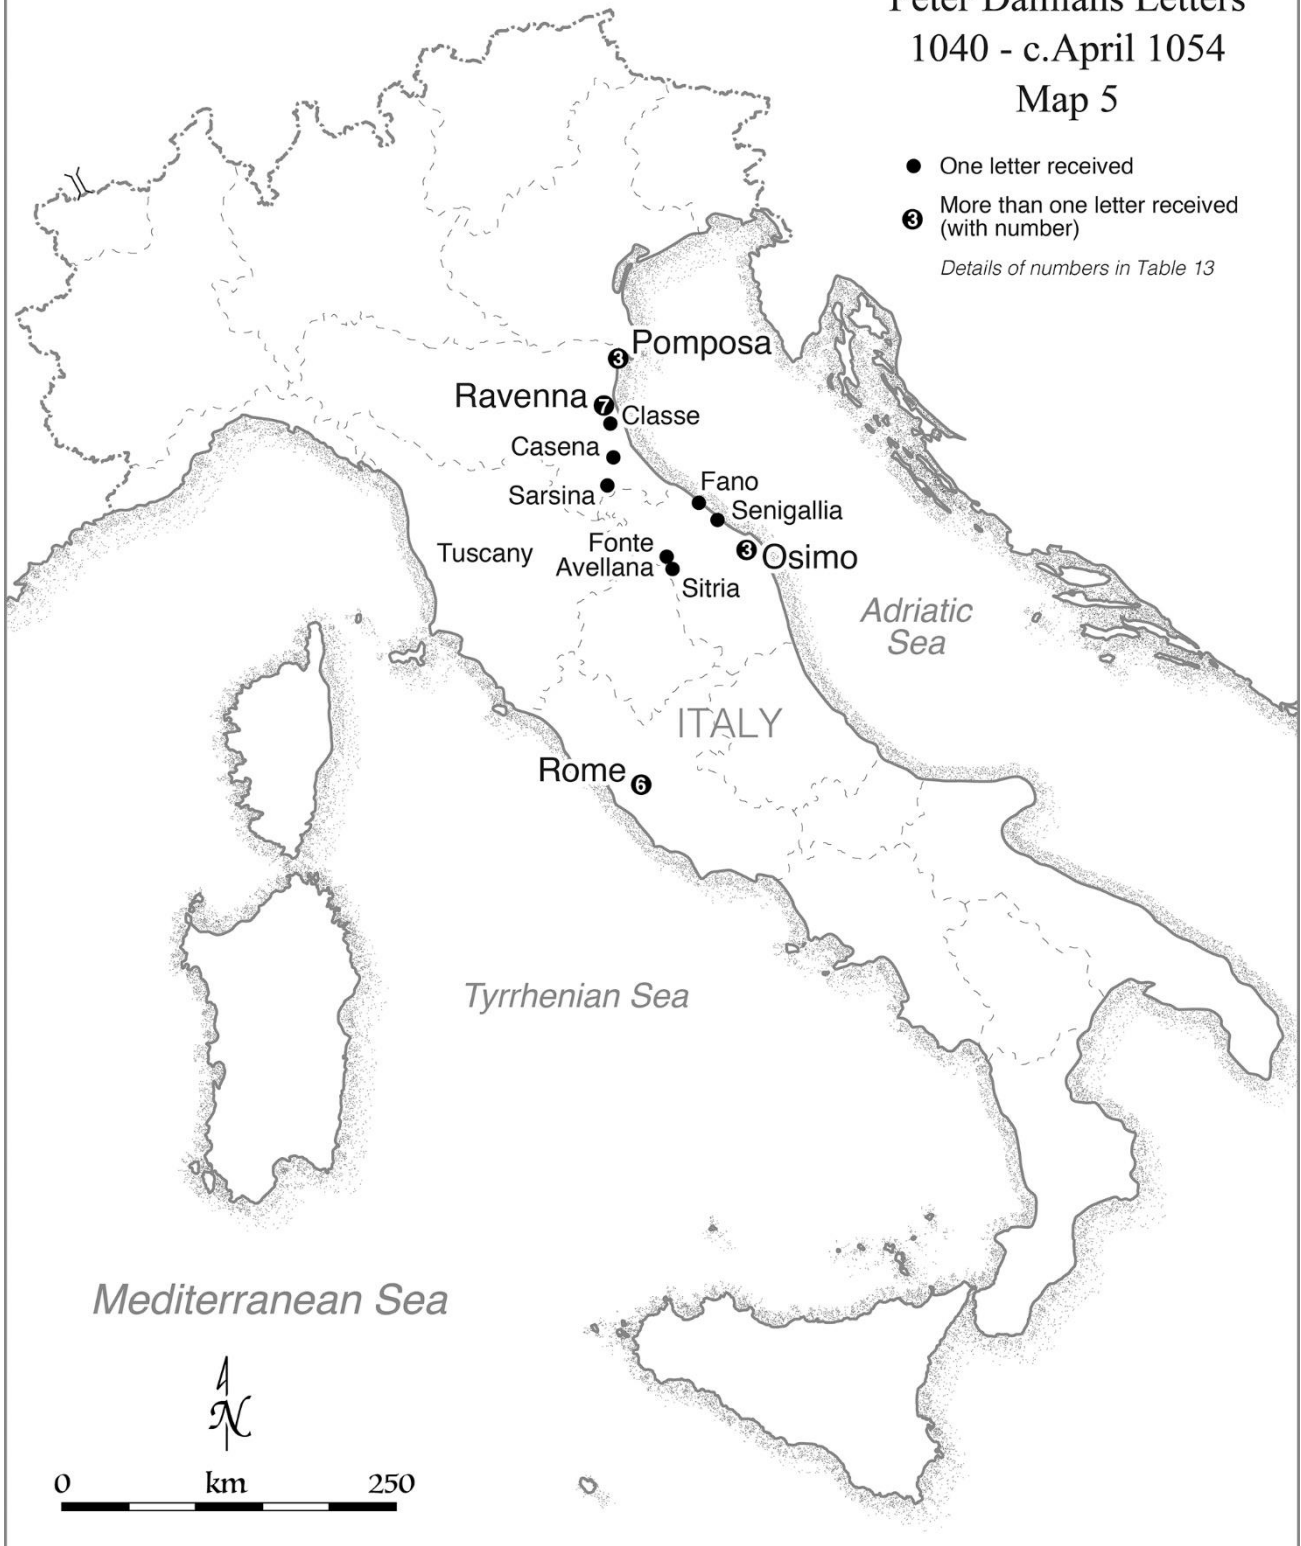 Peter Damians Letters
1040 - c.April 1054
Map 5
One letter received
3 More than one letter received
(with number)
Details of numbers in Table 13
3 Pomposa
Ravenna 7
Classe
Casena
Sarsina
Fano
Senigallia
Tuscany
Fonte
Avellana
3 Osimo
Sitria
Adriatic
Sea
ITALY
Rome 6
Tyrrhenian Sea
Mediterranean Sea
N
0 km 250